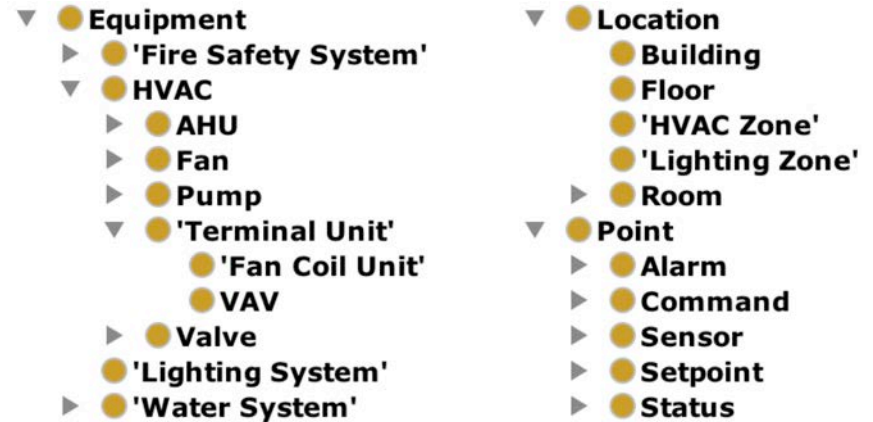 Equipment
'Fire Safety System'
HVAC
AHU
Fan
Pump
'Terminal Unit'
'Fan Coil Unit'
VAV
Valve
'Lighting System'
'Water System'
Location
Building
Floor
'HVAC Zone'
'Lighting Zone'
Room
Point
Alarm
Command
Sensor
Setpoint
Status